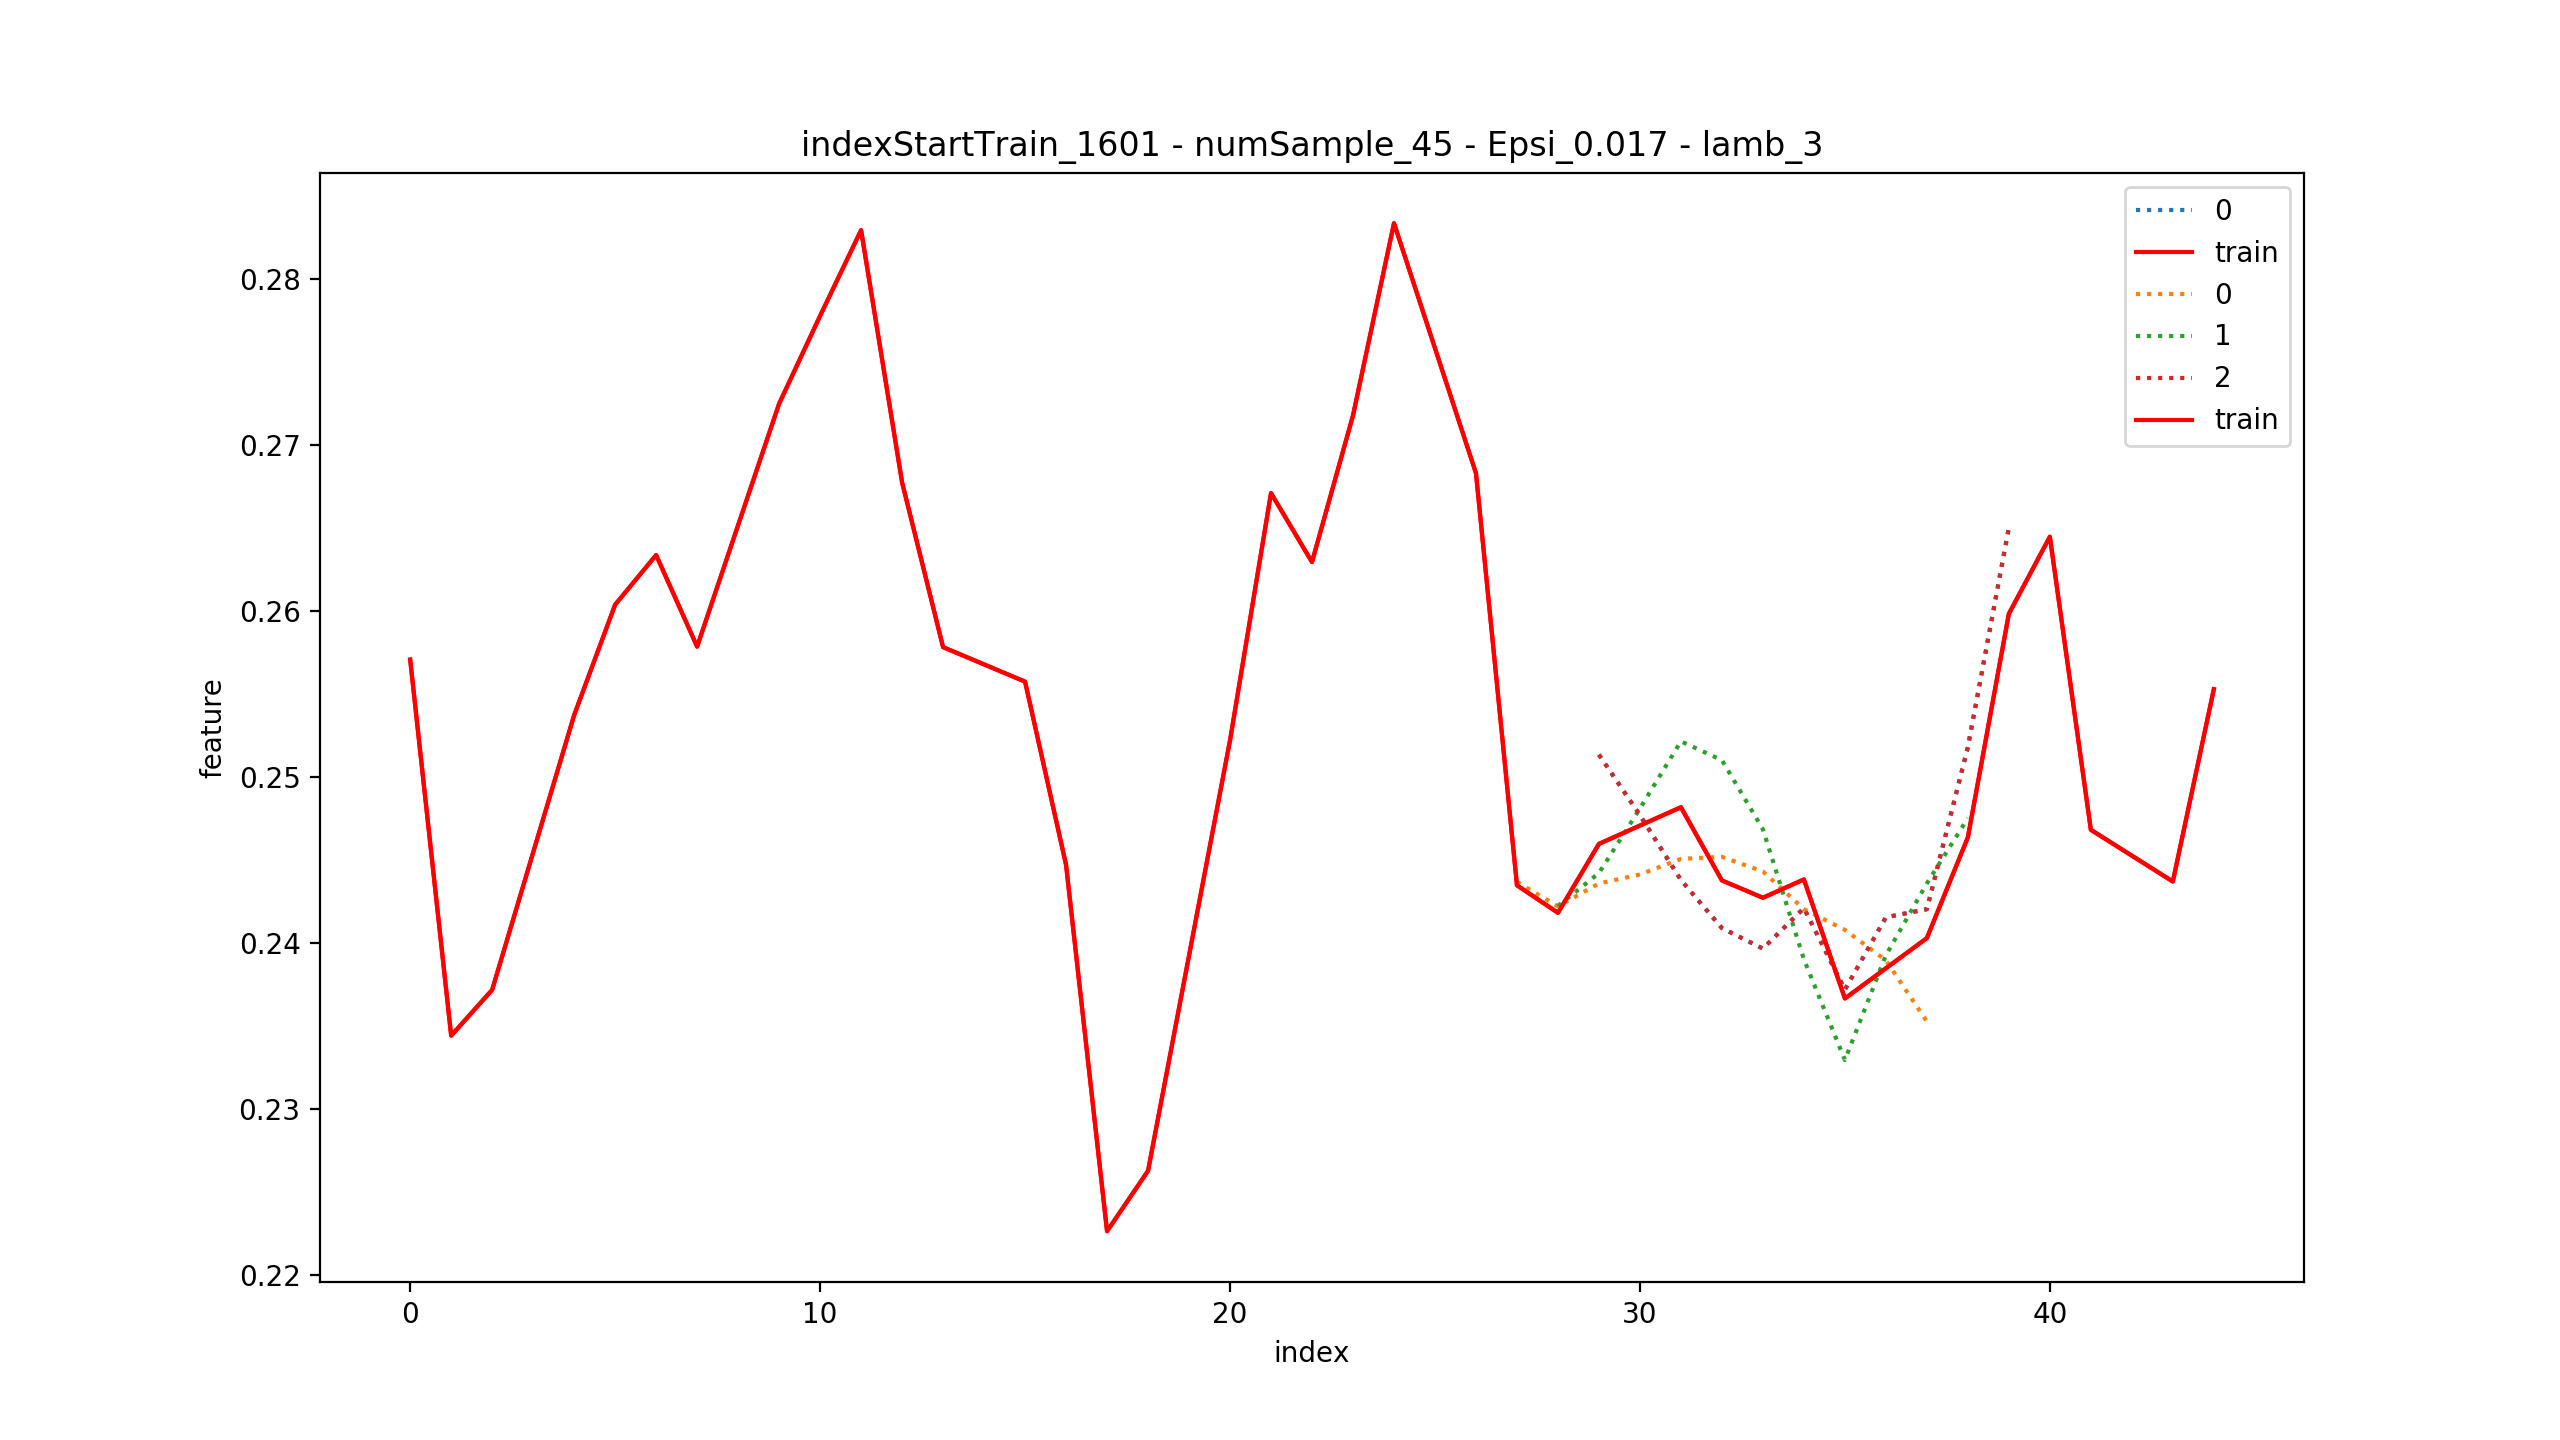 indexStartTrain_1601 - numSample_45 - Epsi_0.017 - lamb_3
0
train
0
1
2
train
0.28
0.27
0.26
0.25
0.24
0.23
0.22
feature
0 10 20 30 40
index